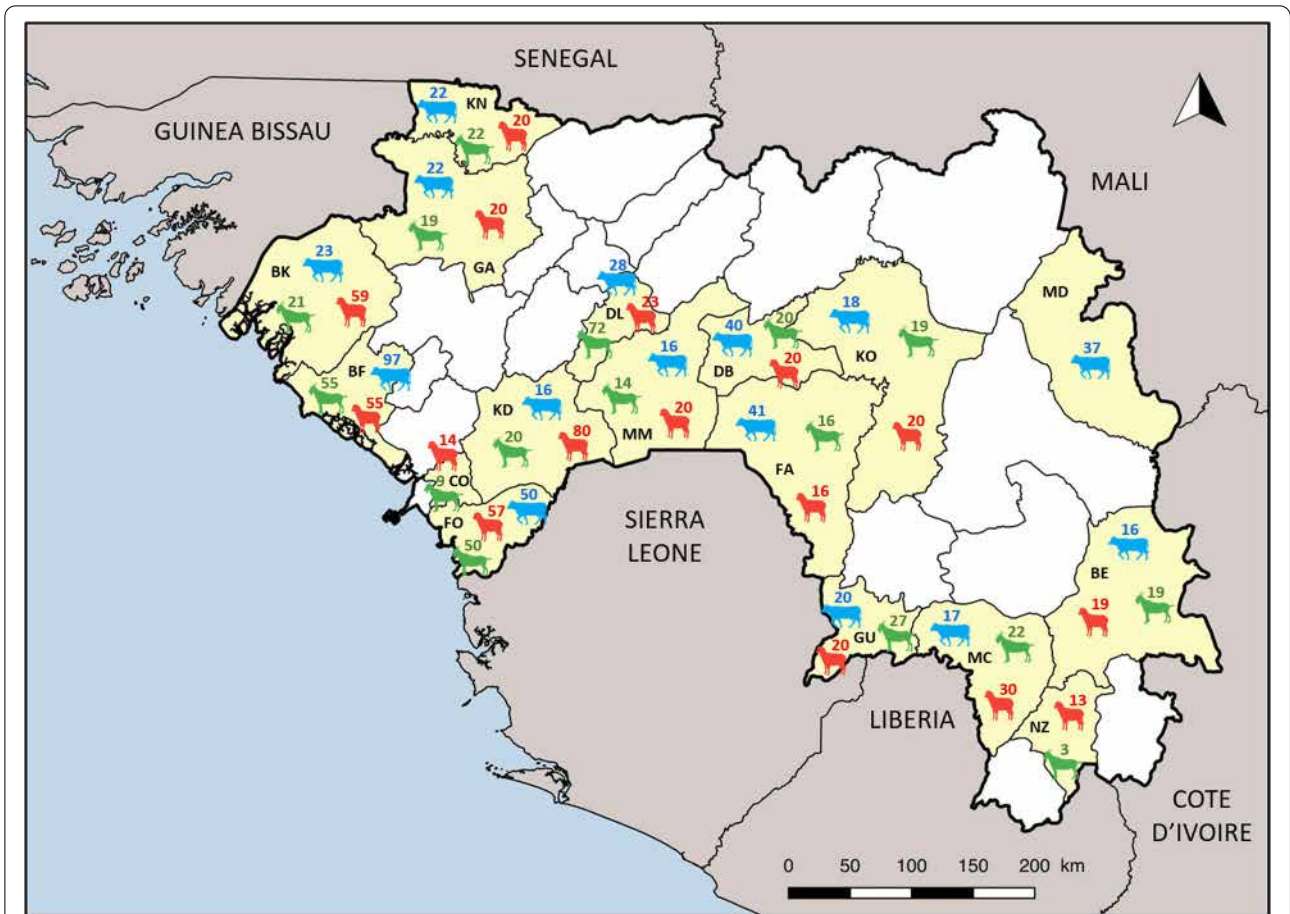 SENEGAL
22
KN
20
22
GUINEA BISSAU
22
MALI
20
19
23
28
BK
GA
MD
59
23
18
21
DL
20
72
40
19
16
97
DB
KO
37
BF
20
55
16
14
55
KD
41
16
20
20
14
80
MM
20
FA
9
CO
50
16
57
SIERRA
LEONE
FO
16
50
BE
20
19
27
17
19
GU
22
20
MC
30
13
LIBERIA
NZ
3
COTE
D'IVOIRE
0 50 100 150 200 km